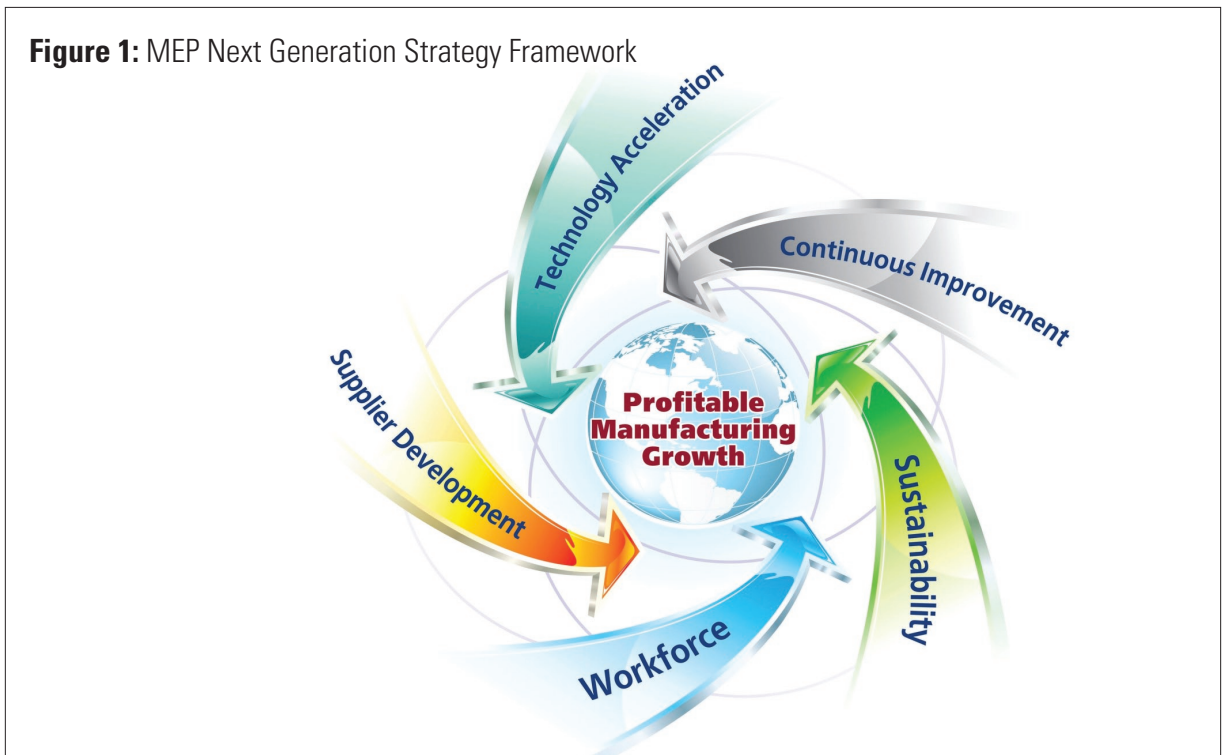 Figure 1: MEP Next Generation Strategy Framework
Technology Acceleration
Continuous Improvement
Supplier Development
Profitable
Manufacturing
Growth
Sustainability
Workforce